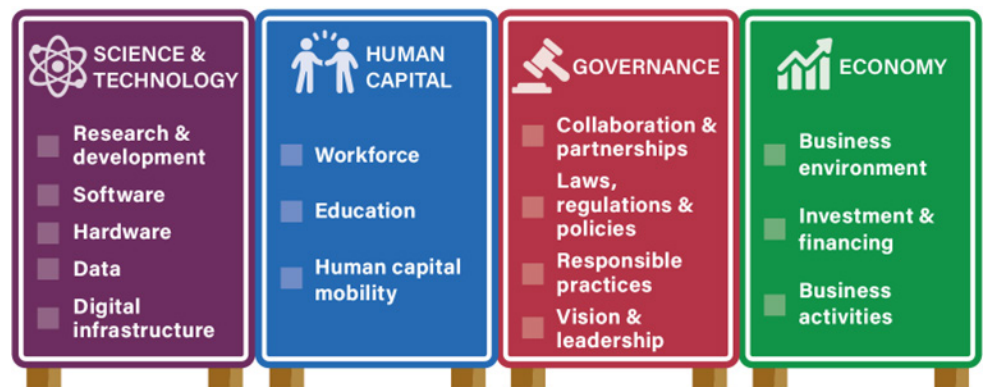 SCIENCE &
TECHNOLOGY
Research &
development
Software
Hardware
Data
Digital
infrastructure
HUMAN
CAPITAL
Workforce
Education
Human capital
mobility
GOVERNANCE
Collaboration &
partnerships
Laws,
regulations &
policies
Responsible
practices
Vision &
leadership
ECONOMY
Business
environment
Investment &
financing
Business
activities